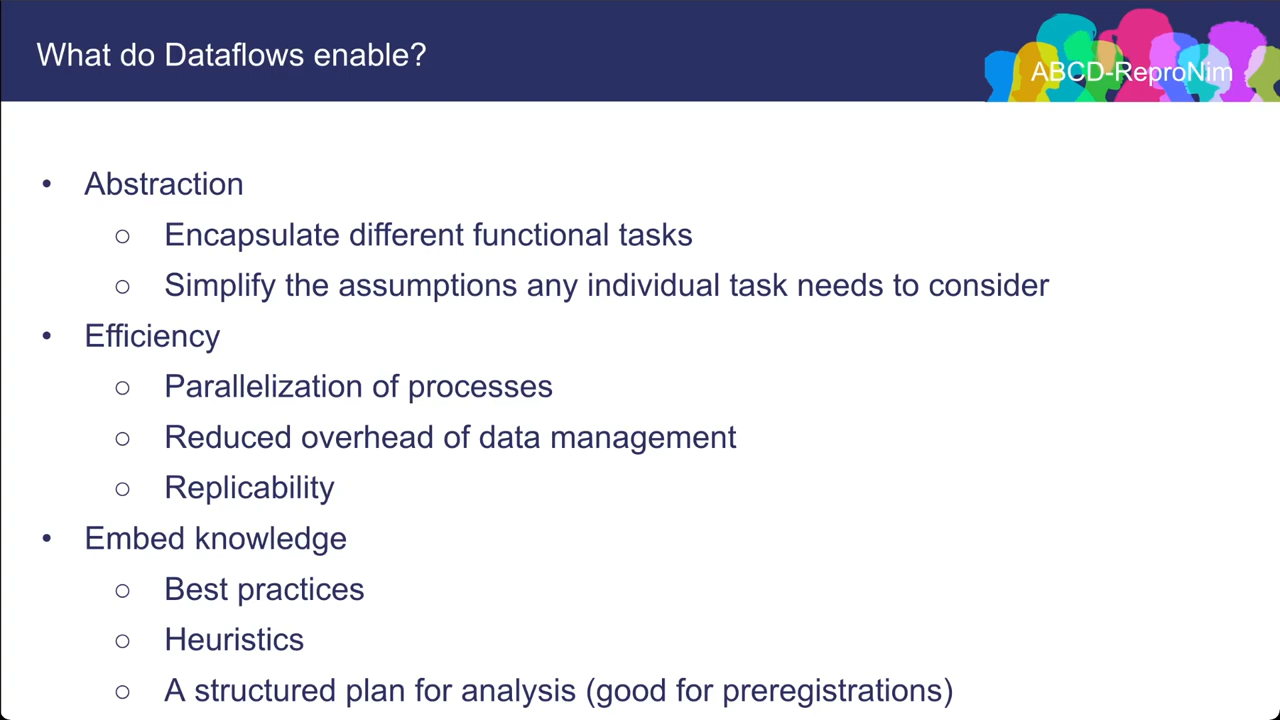 What do Dataflows enable?
ABCD-ReproNim
• Abstraction
○ Encapsulate different functional tasks
○ Simplify the assumptions any individual task needs to consider
• Efficiency
○ Parallelization of processes
○ Reduced overhead of data management
○ Replicability
• Embed knowledge
○ Best practices
○ Heuristics
○ A structured plan for analysis (good for preregistrations)